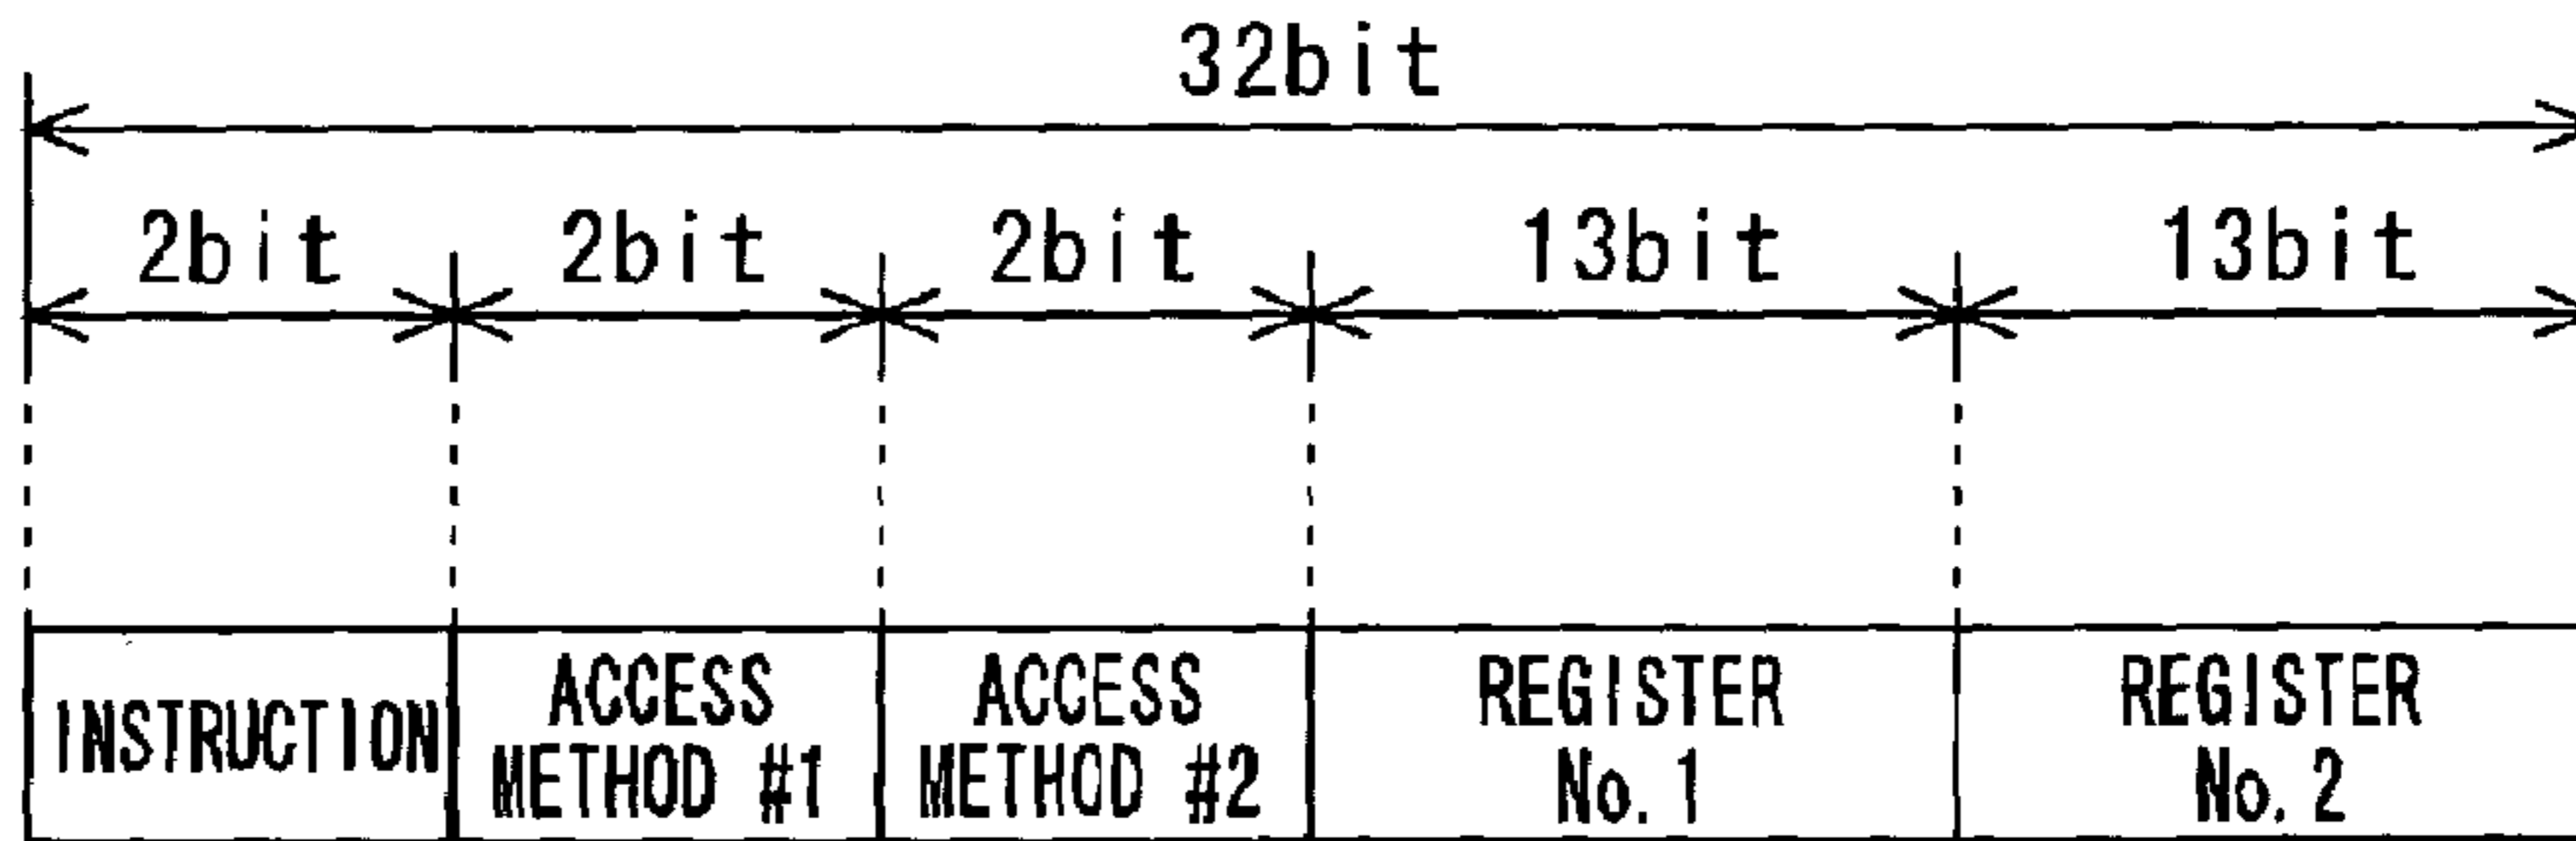 32bit
2bit 2bit 2bit 13bit 13bit
INSTRUCTION
ACCESS
METHOD #1
ACCESS
METHOD #2
REGISTER
No. 1
REGISTER
No. 2